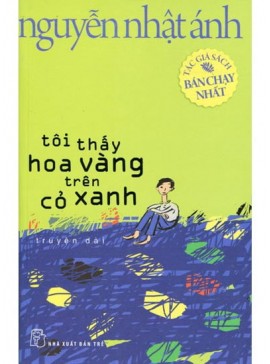 nguyễn nhật ánh
TÁC GIẢ SÁCH
BÁN CHẠY
NHẤT
tôi thấy
hoa vàng
trên
cỏ xanh
truyện dài
NHÀ XUẤT BẢN TRẺ